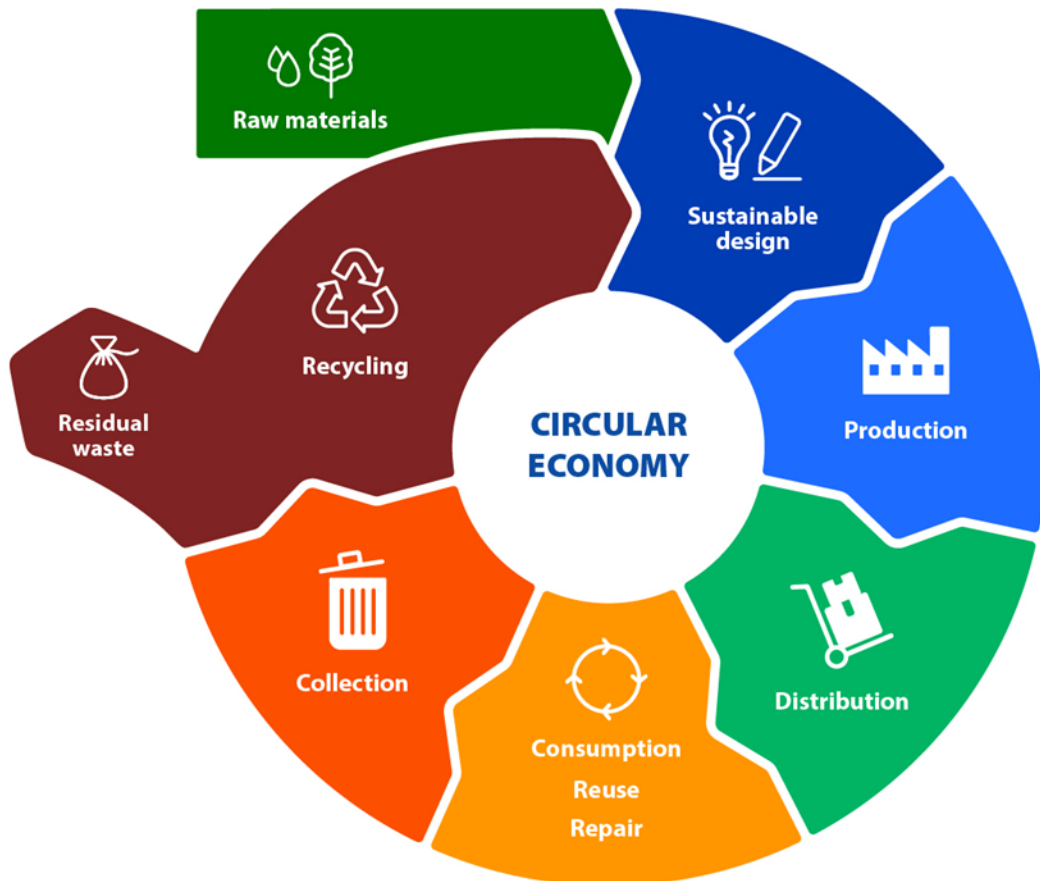 Raw materials
Sustainable
design
Production
Distribution
Consumption
Reuse
Repair
Collection
Recycling
Residual
waste
CIRCULAR
ECONOMY